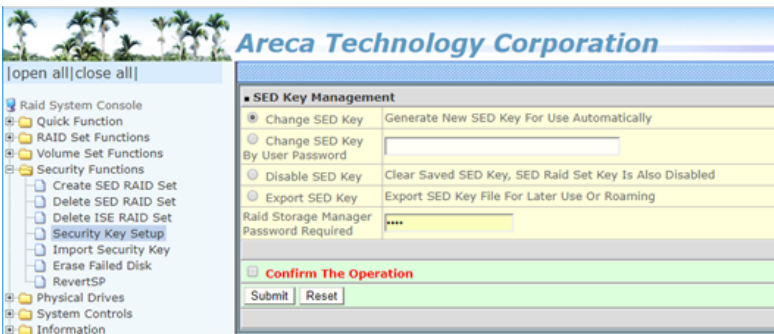 Areca Technology Corporation
|open all|close all|
Raid System Console
Quick Function
RAID Set Functions
Volume Set Functions
Security Functions
Create SED RAID Set
Delete SED RAID Set
Delete ISE RAID Set
Security Key Setup
Import Security Key
Erase Failed Disk
RevertSP
Physical Drives
System Controls
Information
SED Key Management
Change SED Key Generate New SED Key For Use Automatically
Change SED Key
By User Password
Disable SED Key Clear Saved SED Key, SED Raid Set Key Is Also Disabled
Export SED Key Export SED Key File For Later Use Or Roaming
Raid Storage Manager
Password Required ••••
Confirm The Operation
Submit Reset